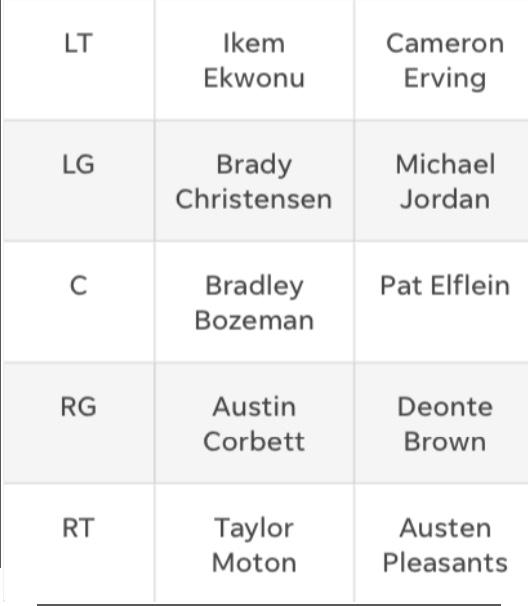 LT
Ikem
Ekwonu
Cameron
Erving
LG
Brady
Christensen
Michael
Jordan
C
Bradley
Bozeman
Pat Elflein
RG
Austin
Corbett
Deonte
Brown
RT
Taylor
Moton
Austen
Pleasants